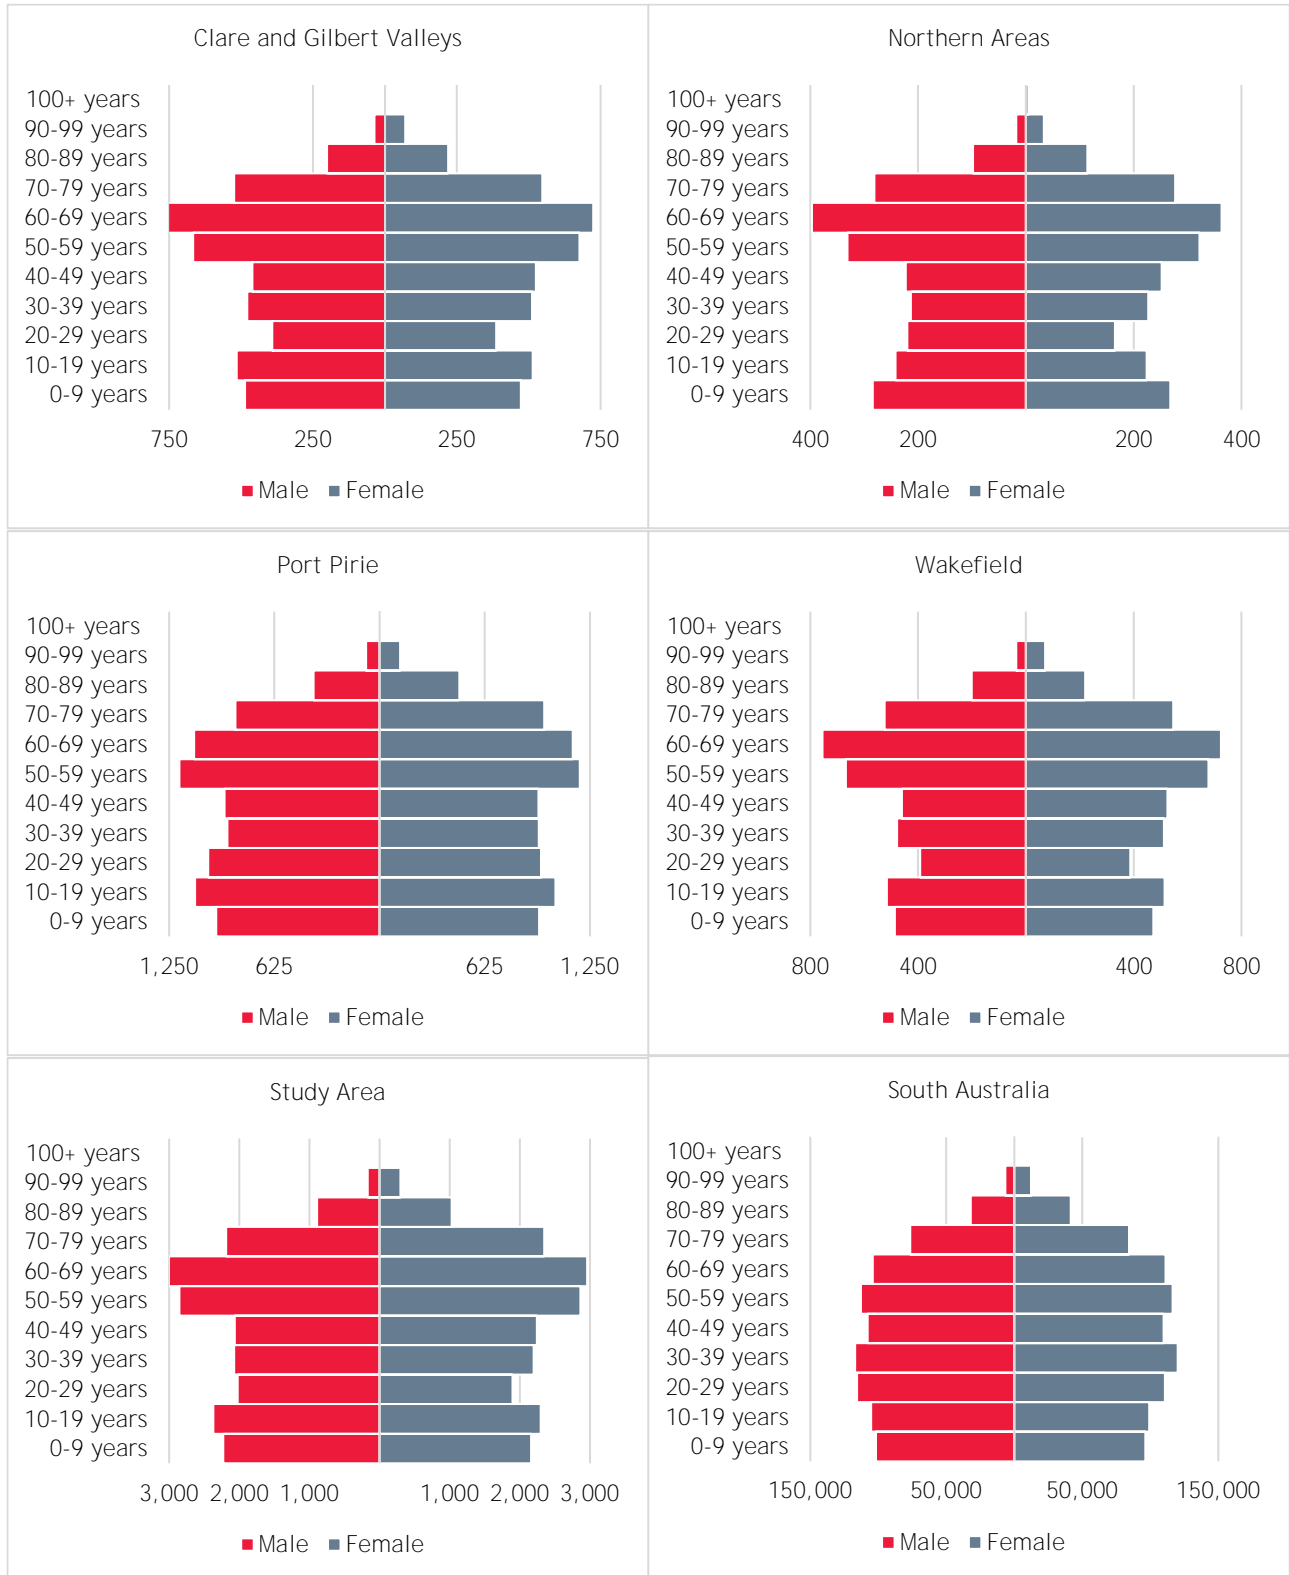 Clare and Gilbert Valleys
100+ years
90-99 years
80-89 years
70-79 years
60-69 years
50-59 years
40-49 years
30-39 years
20-29 years
10-19 years
0-9 years
750 250 250 750
Male Female
Northern Areas
100+ years
90-99 years
80-89 years
70-79 years
60-69 years
50-59 years
40-49 years
30-39 years
20-29 years
10-19 years
0-9 years
400 200 200 400
Male Female
Port Pirie
100+ years
90-99 years
80-89 years
70-79 years
60-69 years
50-59 years
40-49 years
30-39 years
20-29 years
10-19 years
0-9 years
1,250 625 625 1,250
Male Female
Wakefield
100+ years
90-99 years
80-89 years
70-79 years
60-69 years
50-59 years
40-49 years
30-39 years
20-29 years
10-19 years
0-9 years
800 400 400 800
Male Female
Study Area
100+ years
90-99 years
80-89 years
70-79 years
60-69 years
50-59 years
40-49 years
30-39 years
20-29 years
10-19 years
0-9 years
3,000 2,000 1,000 1,000 2,000 3,000
Male Female
South Australia
100+ years
90-99 years
80-89 years
70-79 years
60-69 years
50-59 years
40-49 years
30-39 years
20-29 years
10-19 years
0-9 years
150,000 50,000 50,000 150,000
Male Female